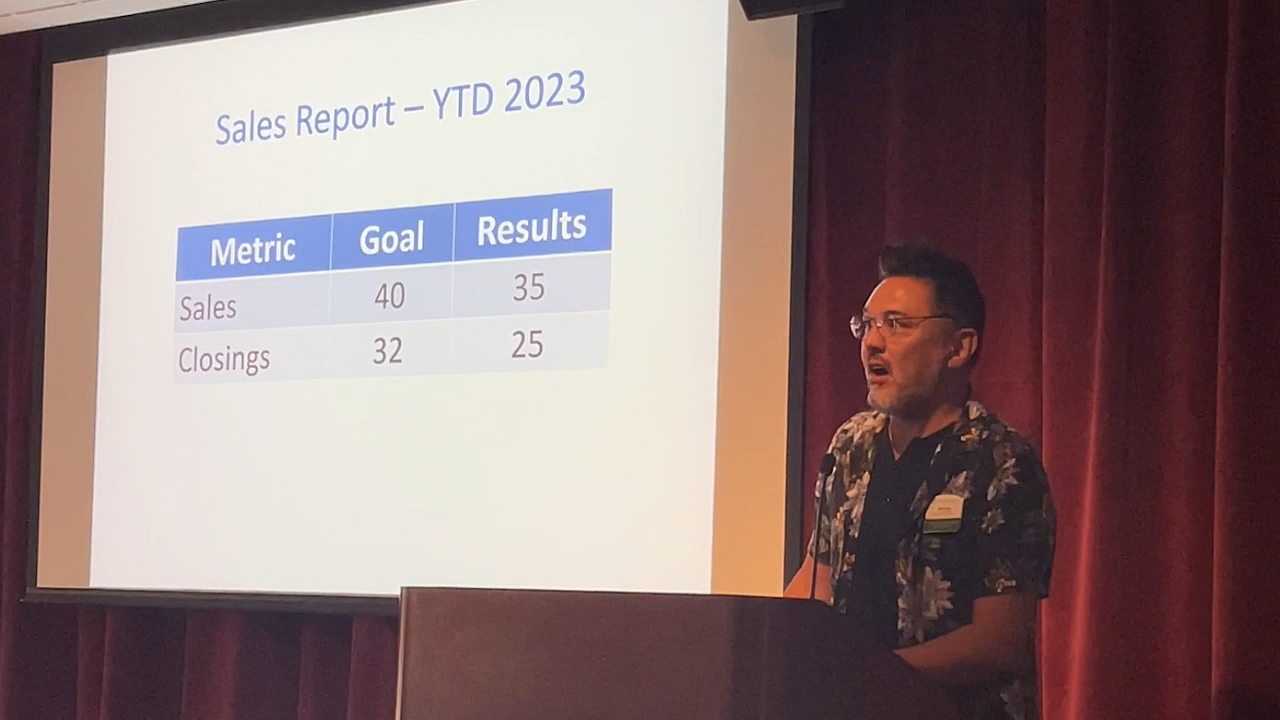 Sales Report – YTD 2023
Metric Goal Results
Sales 40 35
Closings 32 25